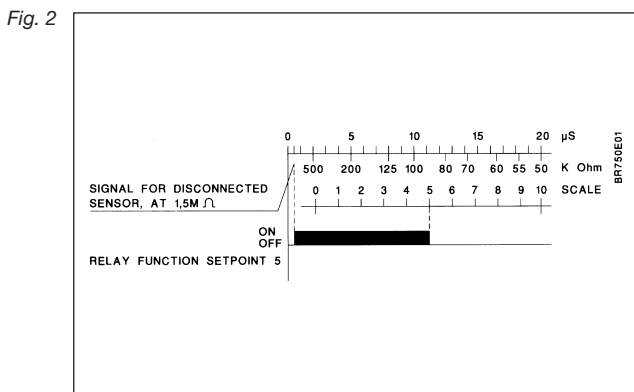 Fig. 2
0 5 10 15 20 µS
500 200 125 100 80 70 60 55 50 K Ohm
SIGNAL FOR DISCONNECTED
SENSOR, AT 1,5M Ω
0 1 2 3 4 5 6 7 8 9 10 SCALE
ON
OFF
RELAY FUNCTION SETPOINT 5
BR750E01